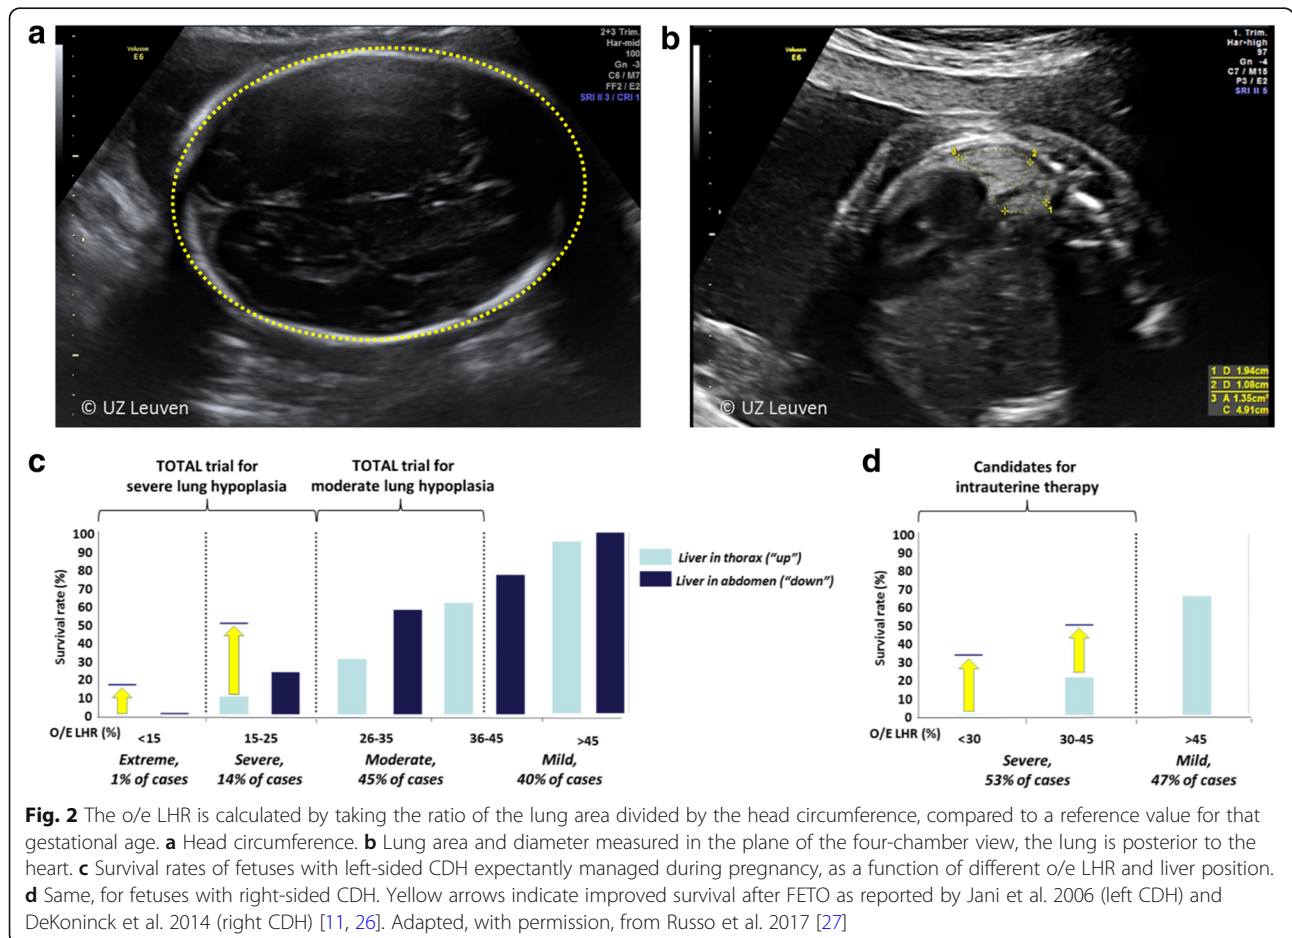 a
Voluson
E6
2+3 Trim.
Har-mid
100
Gn -3
C6 / M7
FF2 / E2
SRI II 3 / CRI 1
© UZ Leuven
b
Voluson
E6
1. Trim.
Har-high
97
Gn -4
C7 / M15
P3 / E2
SRI II 5
3
2
1
1 D 1.94cm
2 D 1.08cm
3 A 1.35cm²
C 4.91cm
© UZ Leuven
c
TOTAL trial for
severe lung hypoplasia
TOTAL trial for
moderate lung hypoplasia
Survival rate (%)
100
90
80
70
60
50
40
30
20
10
0
Liver in thorax (“up”)
Liver in abdomen (“down”)
O/E LHR (%) <15 15-25 26-35 36-45 >45
Extreme, Severe, Moderate, Mild,
1% of cases 14% of cases 45% of cases 40% of cases
d
Candidates for
intrauterine therapy
Survival rate (%)
100
90
80
70
60
50
40
30
20
10
0
O/E LHR (%) <30 30-45 >45
Severe, Mild,
53% of cases 47% of cases
Fig. 2 The o/e LHR is calculated by taking the ratio of the lung area divided by the head circumference, compared to a reference value for that
gestational age. a Head circumference. b Lung area and diameter measured in the plane of the four-chamber view, the lung is posterior to the
heart. c Survival rates of fetuses with left-sided CDH expectantly managed during pregnancy, as a function of different o/e LHR and liver position.
d Same, for fetuses with right-sided CDH. Yellow arrows indicate improved survival after FETO as reported by Jani et al. 2006 (left CDH) and
DeKoninck et al. 2014 (right CDH) [11, 26]. Adapted, with permission, from Russo et al. 2017 [27]